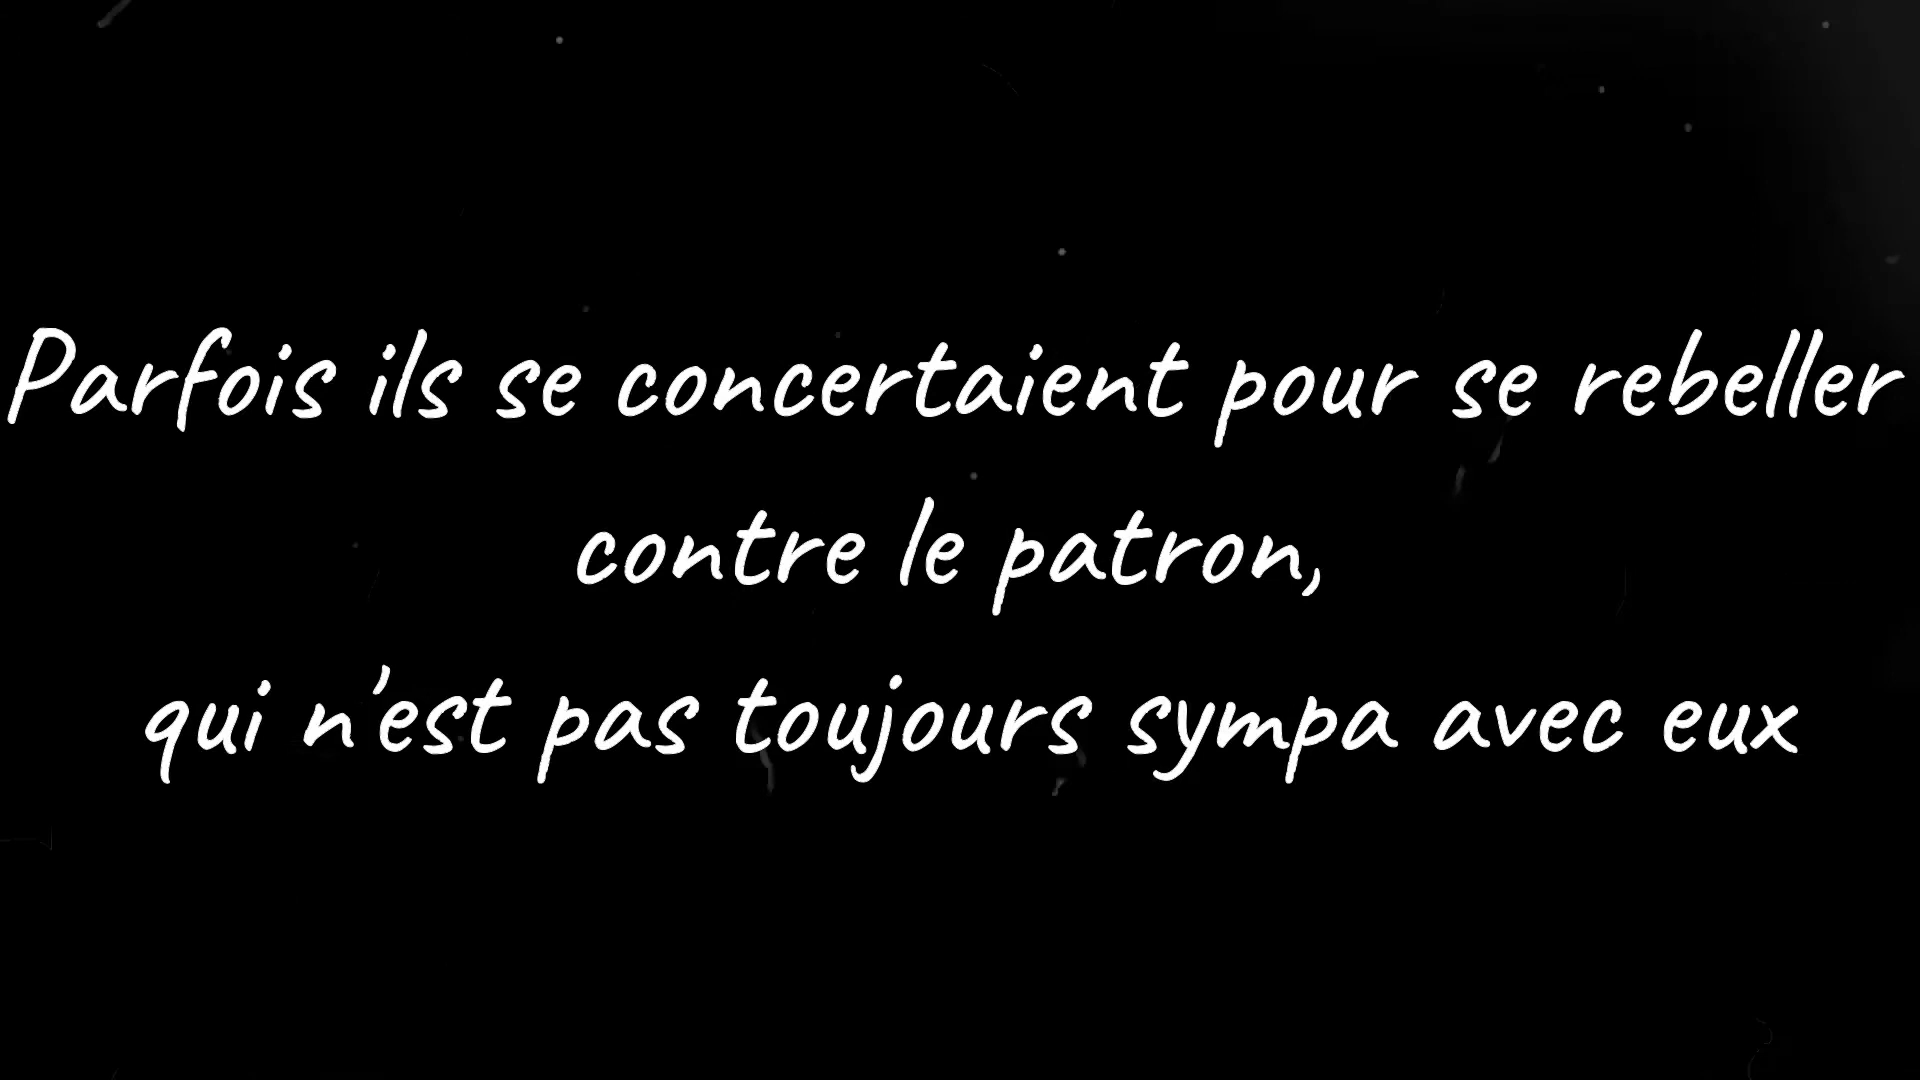 Parfois ils se concertaient pour se rebeller
contre le patron,
qui n'est pas toujours sympa avec eux